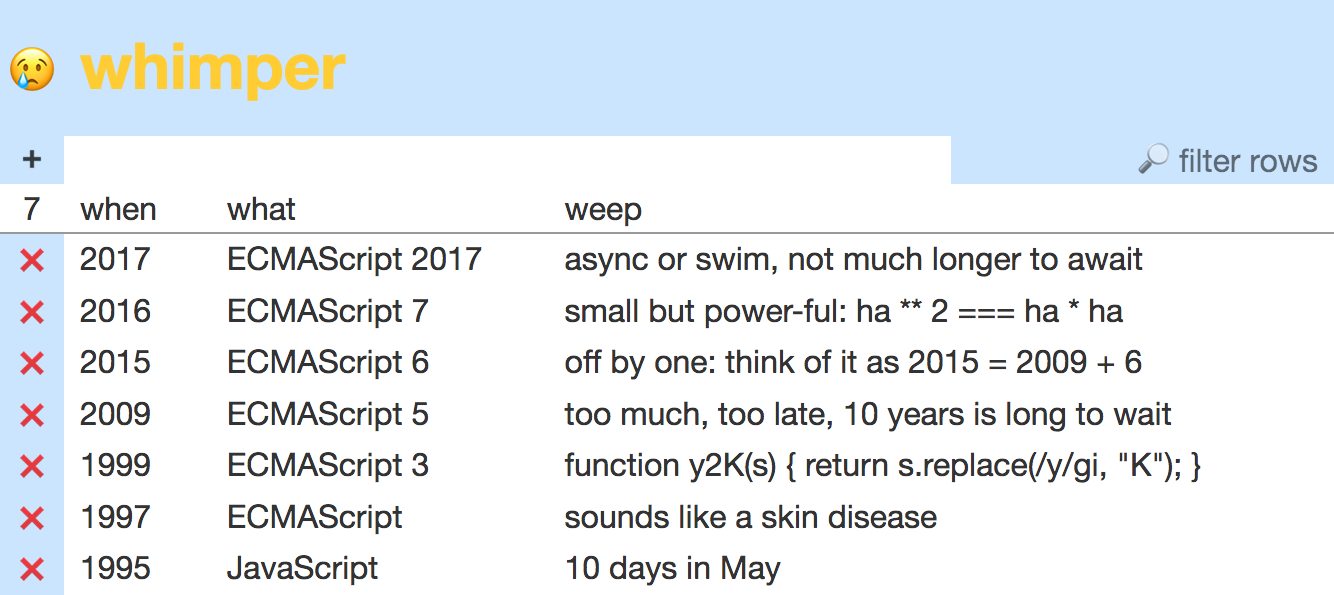 😢 whimper
+ 🔎 filter rows
7 when what weep
❌ 2017 ECMAScript 2017 async or swim, not much longer to await
❌ 2016 ECMAScript 7 small but power-ful: ha ** 2 === ha * ha
❌ 2015 ECMAScript 6 off by one: think of it as 2015 = 2009 + 6
❌ 2009 ECMAScript 5 too much, too late, 10 years is long to wait
❌ 1999 ECMAScript 3 function y2K(s) { return s.replace(/y/gi, "K"); }
❌ 1997 ECMAScript sounds like a skin disease
❌ 1995 JavaScript 10 days in May